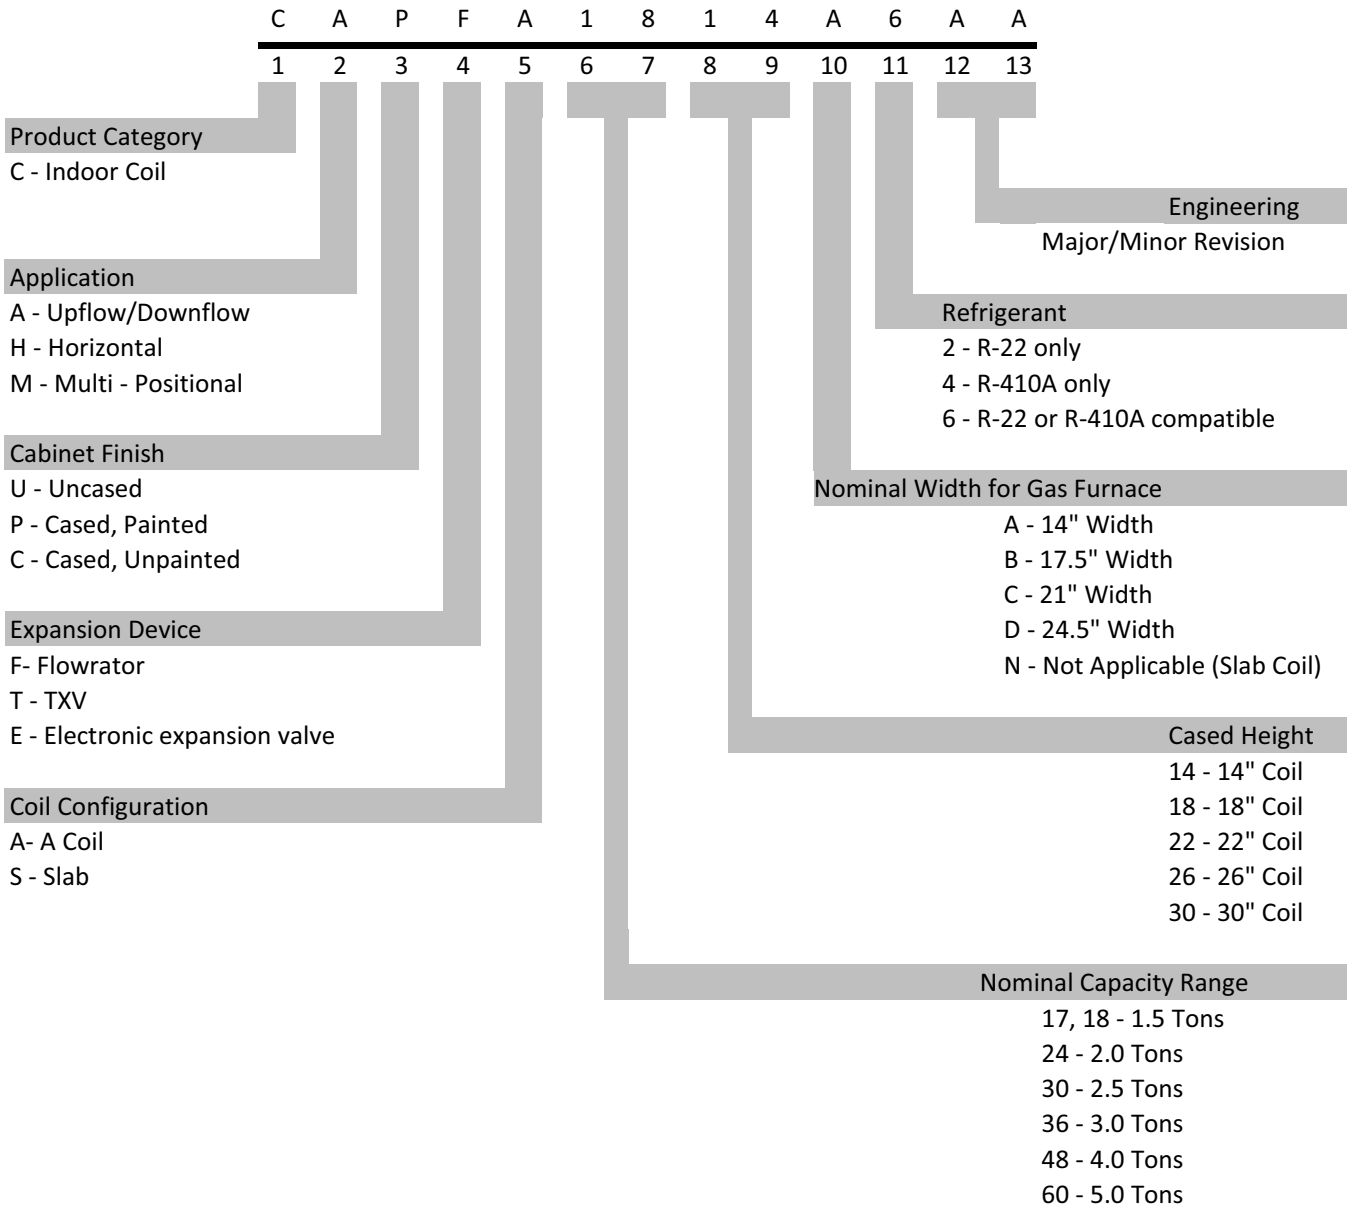 C A P F A 1 8 1 4 A 6 A A
1 2 3 4 5 6 7 8 9 10 11 12 13
Product Category
C - Indoor Coil
Application
A - Upflow/Downflow
H - Horizontal
M - Multi - Positional
Cabinet Finish
U - Uncased
P - Cased, Painted
C - Cased, Unpainted
Expansion Device
F- Flowrator
T - TXV
E - Electronic expansion valve
Coil Configuration
A- A Coil
S - Slab
Engineering
Major/Minor Revision
Refrigerant
2 - R-22 only
4 - R-410A only
6 - R-22 or R-410A compatible
Nominal Width for Gas Furnace
A - 14" Width
B - 17.5" Width
C - 21" Width
D - 24.5" Width
N - Not Applicable (Slab Coil)
Cased Height
14 - 14" Coil
18 - 18" Coil
22 - 22" Coil
26 - 26" Coil
30 - 30" Coil
Nominal Capacity Range
17, 18 - 1.5 Tons
24 - 2.0 Tons
30 - 2.5 Tons
36 - 3.0 Tons
48 - 4.0 Tons
60 - 5.0 Tons